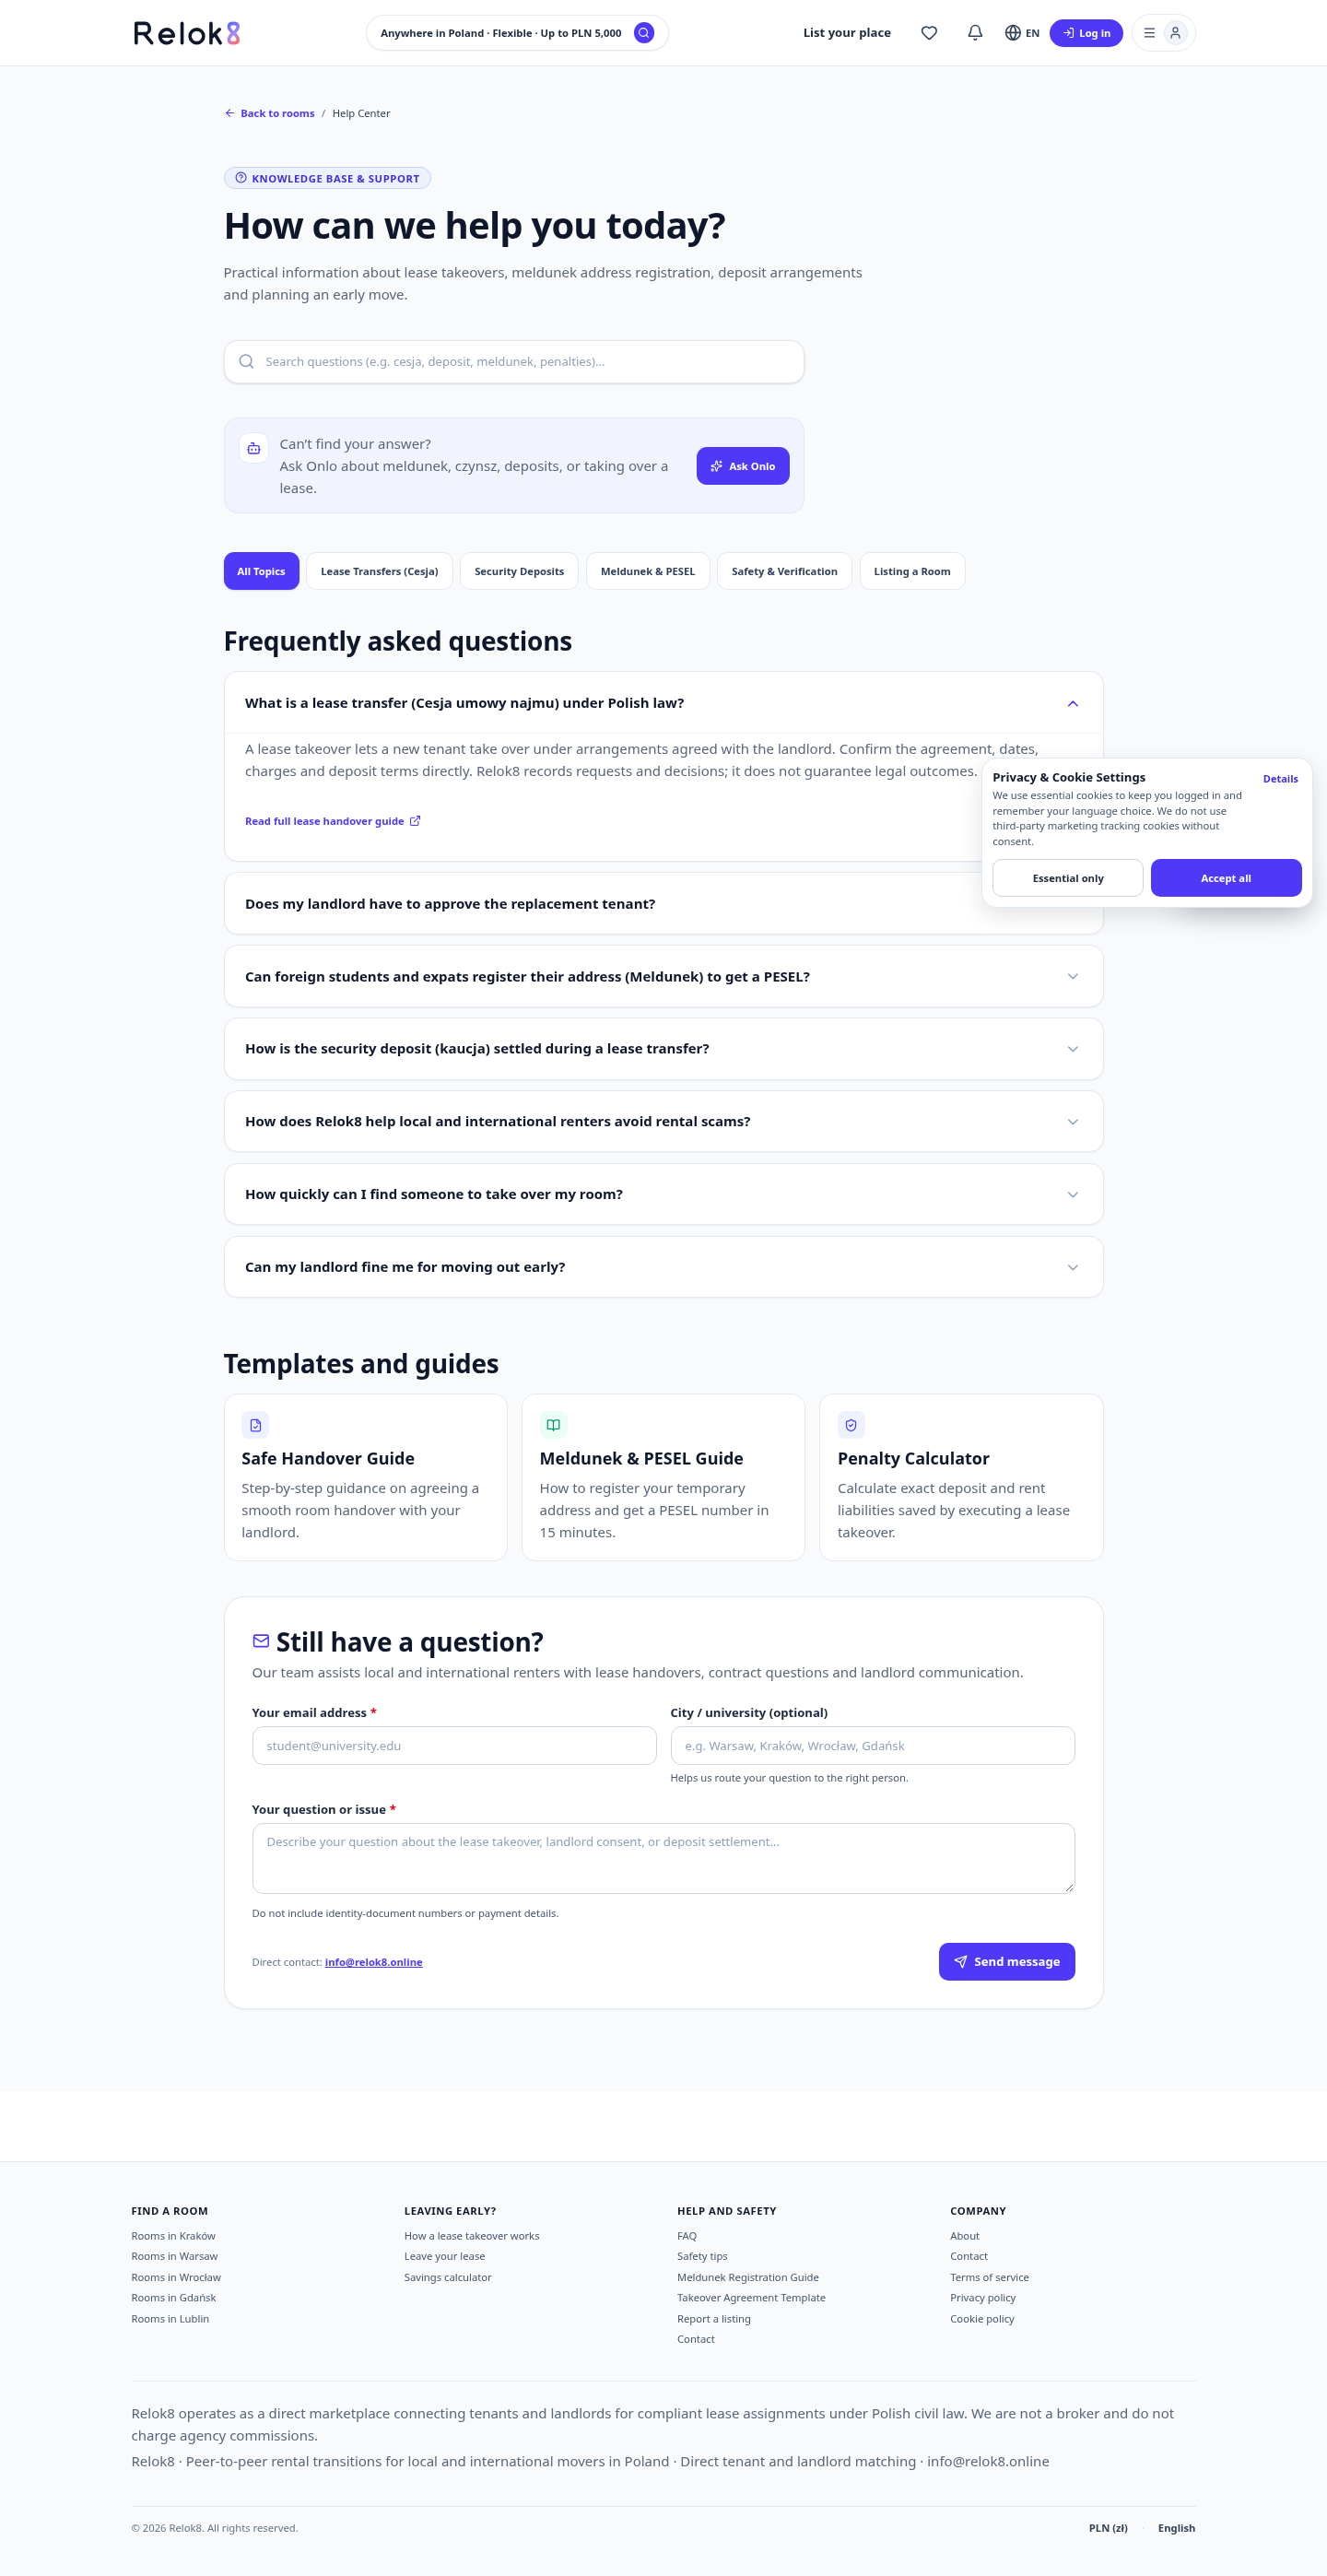 Relok8
Anywhere in Poland · Flexible · Up to PLN 5,000
List your place
EN
Log in
Back to rooms / Help Center
KNOWLEDGE BASE & SUPPORT
How can we help you today?
Practical information about lease takeovers, meldunek address registration, deposit arrangements
and planning an early move.
Search questions (e.g. cesja, deposit, meldunek, penalties)...
Can’t find your answer?
Ask Onlo about meldunek, czynsz, deposits, or taking over a
lease.
Ask Onlo
All Topics
Lease Transfers (Cesja)
Security Deposits
Meldunek & PESEL
Safety & Verification
Listing a Room
Frequently asked questions
What is a lease transfer (Cesja umowy najmu) under Polish law?
A lease takeover lets a new tenant take over under arrangements agreed with the landlord. Confirm the agreement, dates,
charges and deposit terms directly. Relok8 records requests and decisions; it does not guarantee legal outcomes.
Read full lease handover guide
Privacy & Cookie Settings
Details
We use essential cookies to keep you logged in and
remember your language choice. We do not use
third-party marketing tracking cookies without
consent.
Essential only
Accept all
Does my landlord have to approve the replacement tenant?
Can foreign students and expats register their address (Meldunek) to get a PESEL?
How is the security deposit (kaucja) settled during a lease transfer?
How does Relok8 help local and international renters avoid rental scams?
How quickly can I find someone to take over my room?
Can my landlord fine me for moving out early?
Templates and guides
Safe Handover Guide
Step-by-step guidance on agreeing a
smooth room handover with your
landlord.
Meldunek & PESEL Guide
How to register your temporary
address and get a PESEL number in
15 minutes.
Penalty Calculator
Calculate exact deposit and rent
liabilities saved by executing a lease
takeover.
Still have a question?
Our team assists local and international renters with lease handovers, contract questions and landlord communication.
Your email address *
student@university.edu
City / university (optional)
e.g. Warsaw, Kraków, Wrocław, Gdańsk
Helps us route your question to the right person.
Your question or issue *
Describe your question about the lease takeover, landlord consent, or deposit settlement...
Do not include identity-document numbers or payment details.
Direct contact: info@relok8.online
Send message
FIND A ROOM
Rooms in Kraków
Rooms in Warsaw
Rooms in Wrocław
Rooms in Gdańsk
Rooms in Lublin
LEAVING EARLY?
How a lease takeover works
Leave your lease
Savings calculator
HELP AND SAFETY
FAQ
Safety tips
Meldunek Registration Guide
Takeover Agreement Template
Report a listing
Contact
COMPANY
About
Contact
Terms of service
Privacy policy
Cookie policy
Relok8 operates as a direct marketplace connecting tenants and landlords for compliant lease assignments under Polish civil law. We are not a broker and do not
charge agency commissions.
Relok8 · Peer-to-peer rental transitions for local and international movers in Poland · Direct tenant and landlord matching · info@relok8.online
© 2026 Relok8. All rights reserved.
PLN (zł) · English